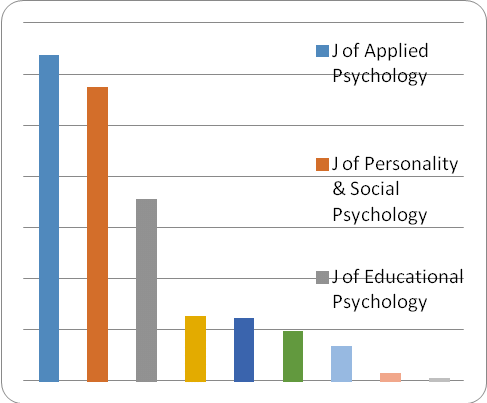 J of Applied
Psychology
J of Personality
& Social
Psychology
J of Educational
Psychology